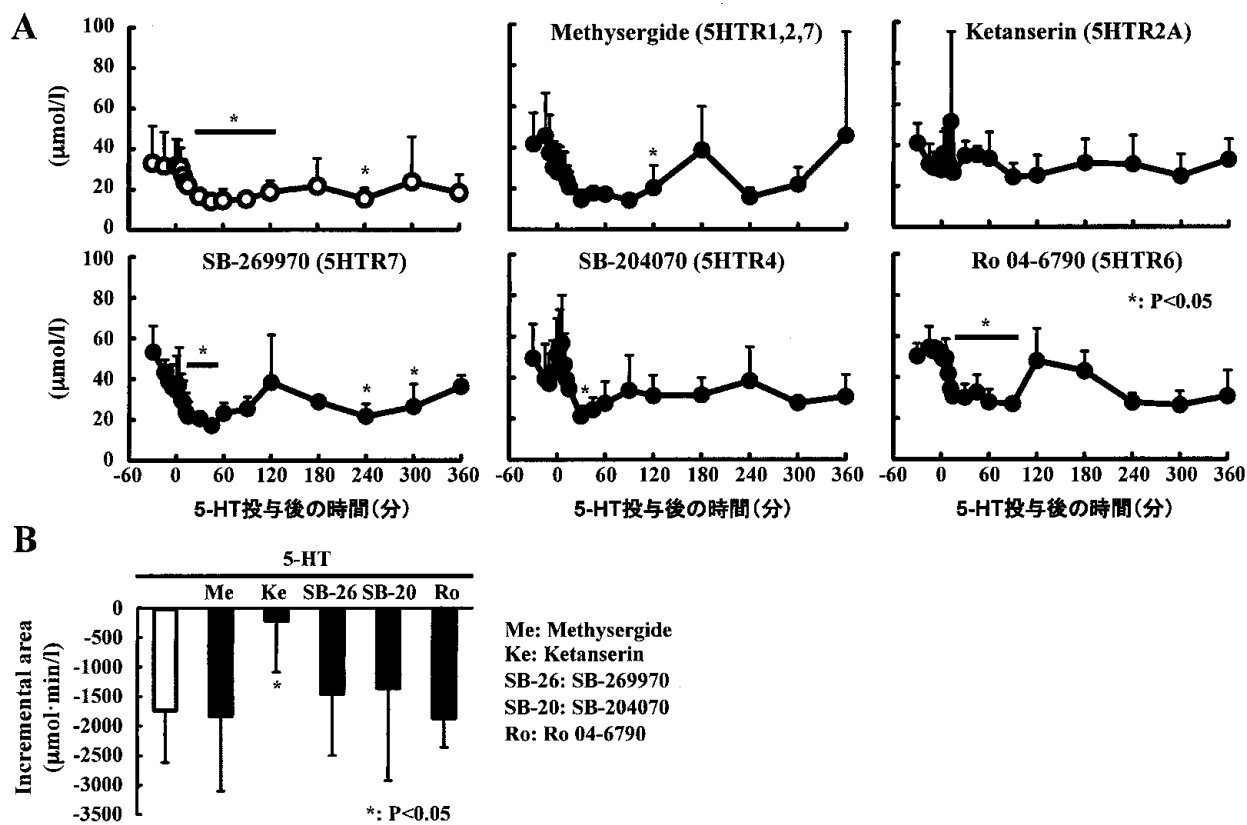 A
Methysergide (5HTR1,2,7)
Ketanserin (5HTR2A)
(μmol/l)
100
80
60
40
20
0
*
*
*
SB-269970 (5HTR7)
SB-204070 (5HTR4)
Ro 04-6790 (5HTR6)
*: P<0.05
(μmol/l)
100
80
60
40
20
0
*
*
*
*
*
-60 0 60 120 180 240 300 360
-60 0 60 120 180 240 300 360
-60 0 60 120 180 240 300 360
5-HT投与後の時間(分)
5-HT投与後の時間(分)
5-HT投与後の時間(分)
B
5-HT
Me Ke SB-26 SB-20 Ro
Incremental area
(μmol·min/l)
0
-500
-1000
-1500
-2000
-2500
-3000
-3500
*
*: P<0.05
Me: Methysergide
Ke: Ketanserin
SB-26: SB-269970
SB-20: SB-204070
Ro: Ro 04-6790